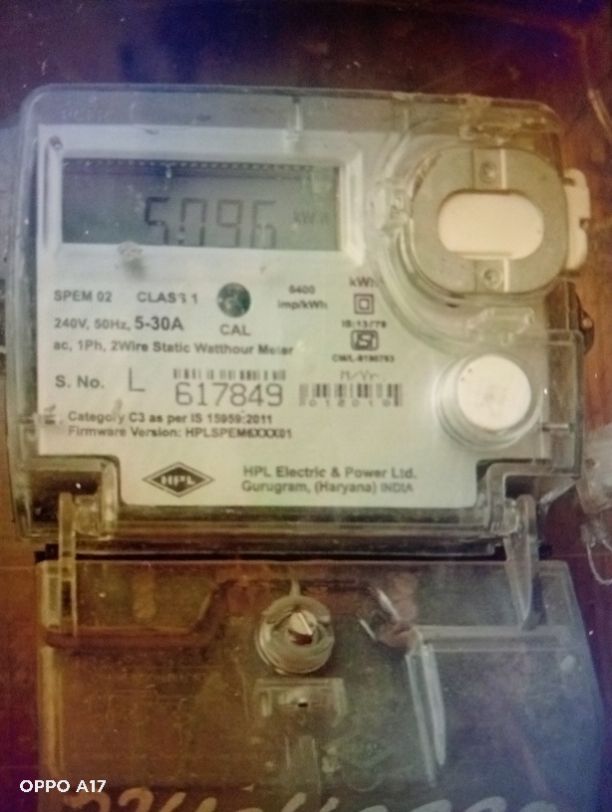 5096 kWh
SPEM 02 CLASS 1
6400 imp/kWh
kWh
240V, 50Hz, 5-30A
CAL
IS:13779
ac, 1Ph, 2Wire Static Watthour Meter
S. No. L 617849
M/Yr.
Category C3 as per IS 15959:2011
Firmware Version: HPLSPEM6XXX01
HPL
HPL Electric & Power Ltd.
Gurugram, (Haryana) INDIA
OPPO A17